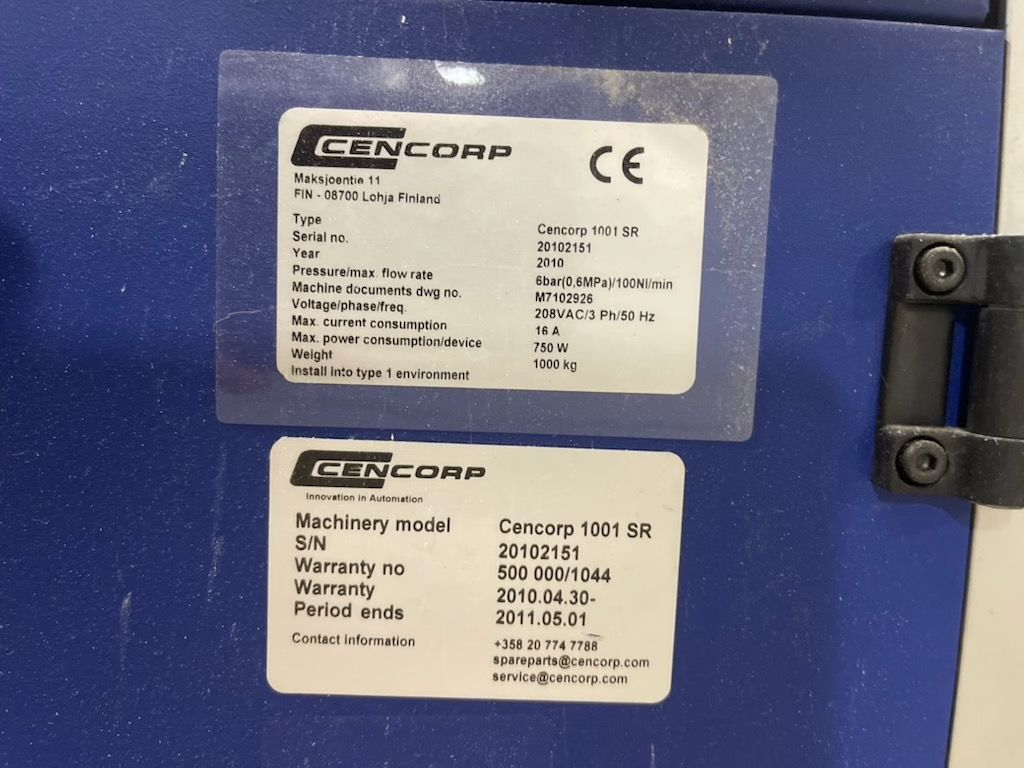 CENCORP
CE
Maksjoentie 11
FIN - 08700 Lohja Finland
Type Cencorp 1001 SR
Serial no. 20102151
Year 2010
Pressure/max. flow rate 6bar(0,6MPa)/100Nl/min
Machine documents dwg no. M7102926
Voltage/phase/freq. 208VAC/3 Ph/50 Hz
Max. current consumption 16 A
Max. power consumption/device 750 W
Weight 1000 kg
Install into type 1 environment
CENCORP
Innovation in Automation
Machinery model Cencorp 1001 SR
S/N 20102151
Warranty no 500 000/1044
Warranty 2010.04.30-
Period ends 2011.05.01
Contact information +358 20 774 7788
spareparts@cencorp.com
service@cencorp.com